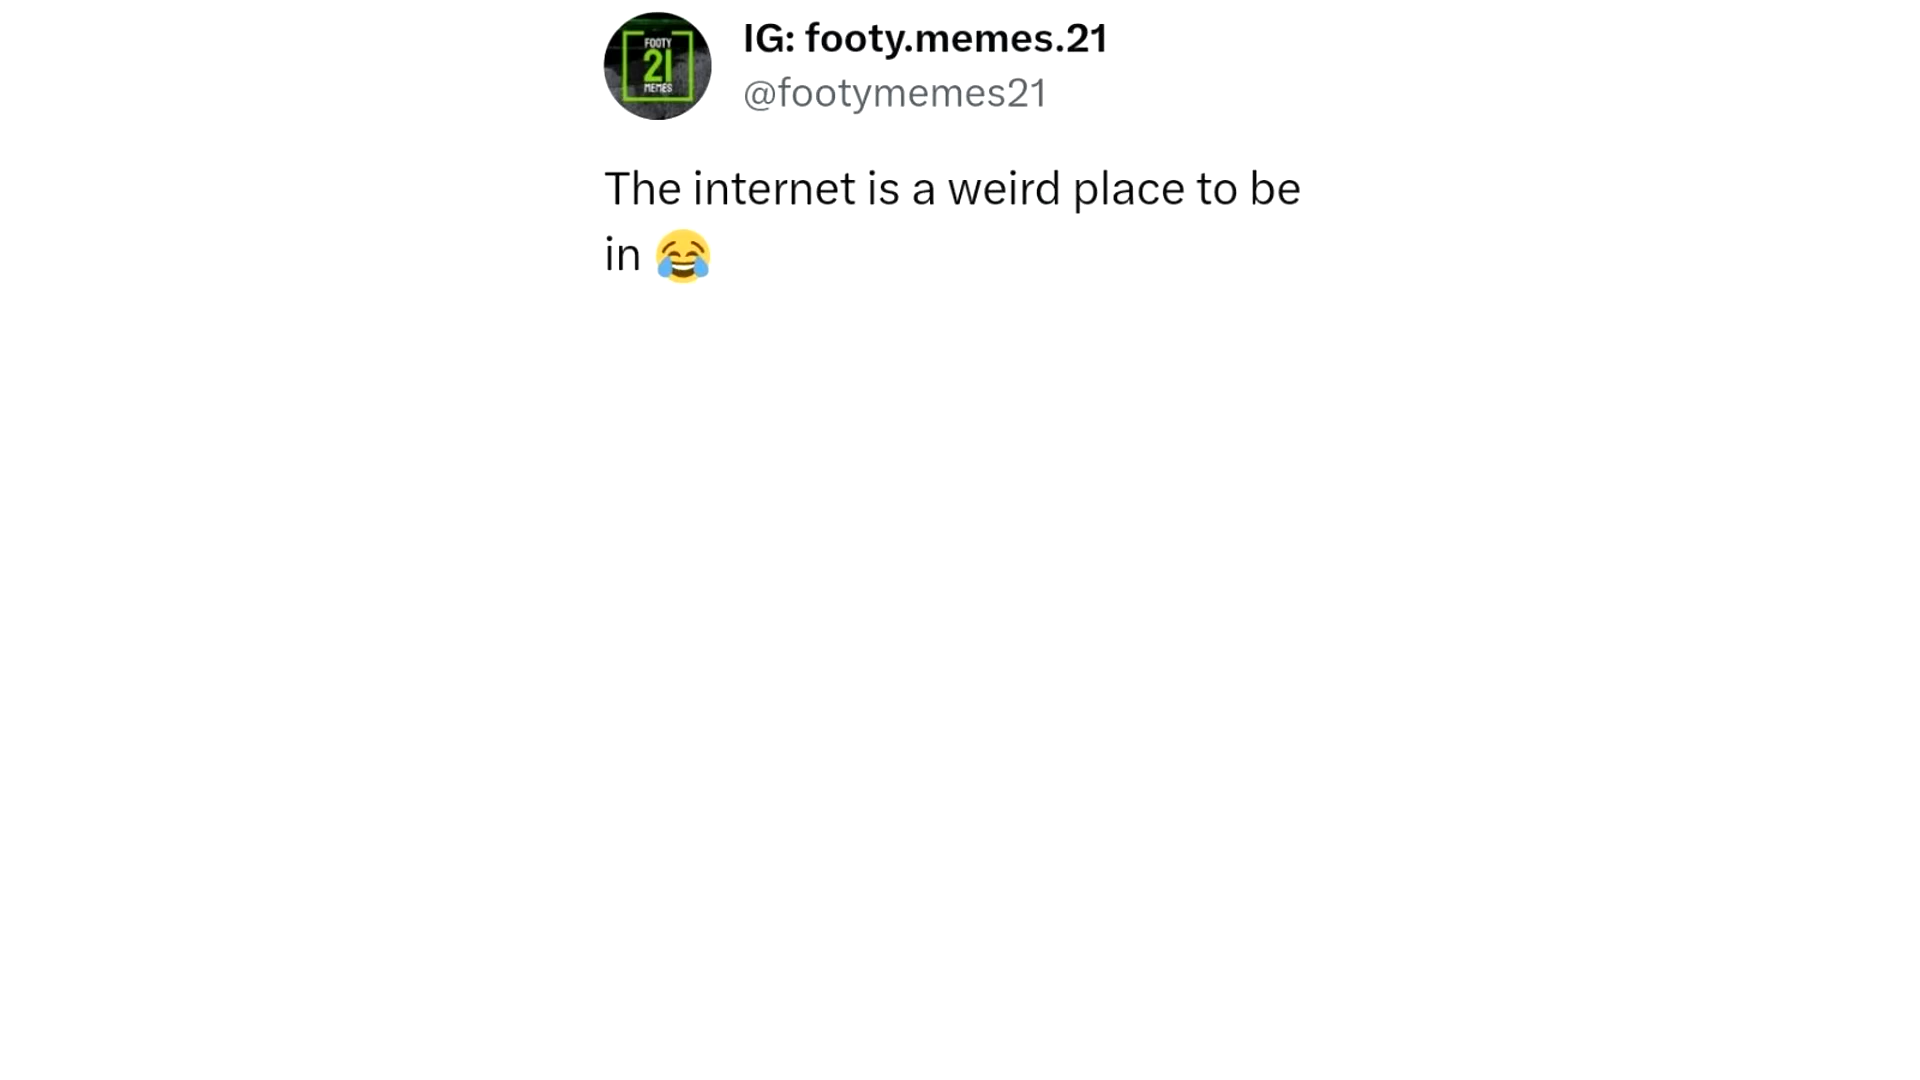 FOOTY
21
MEMES
IG: footy.memes.21
@footymemes21
The internet is a weird place to be
in 😂